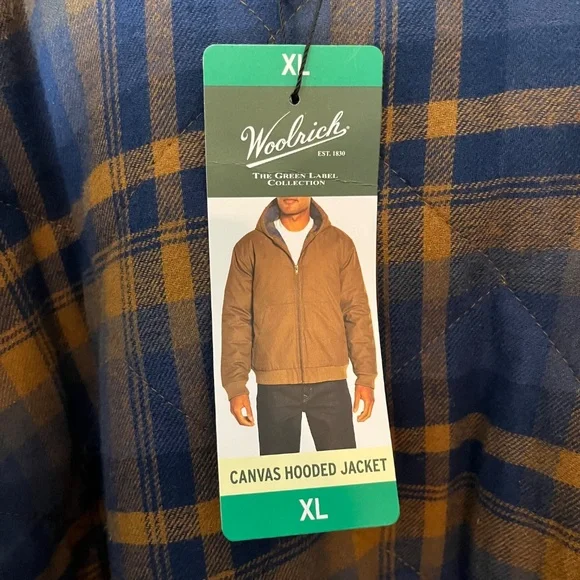 XL
Woolrich
EST. 1830
THE GREEN LABEL
COLLECTION
CANVAS HOODED JACKET
XL